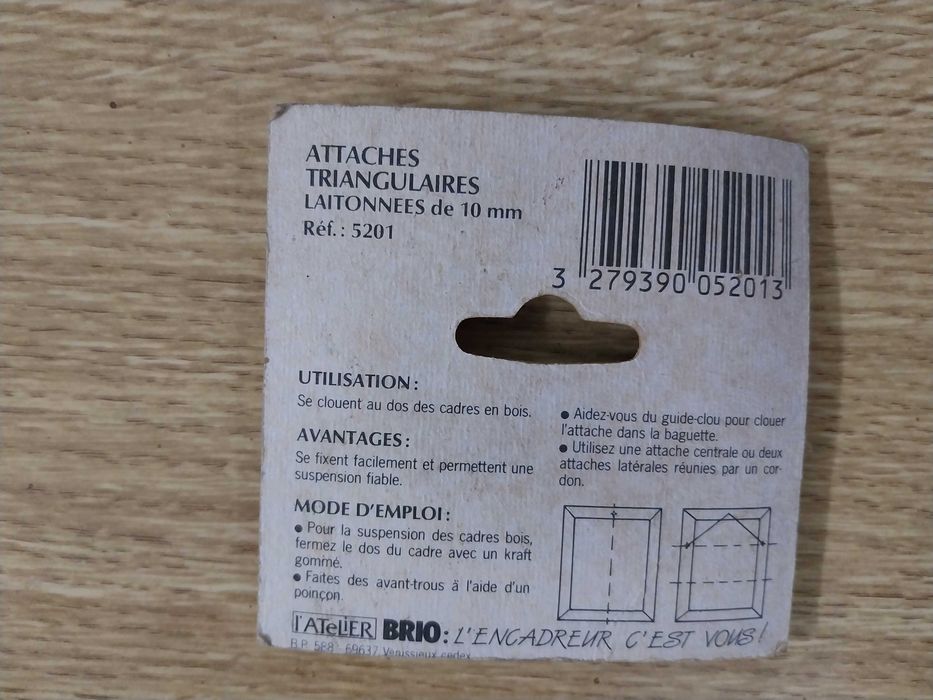 ATTACHES
TRIANGULAIRES
LAITONNEES de 10 mm
Réf.: 5201
3 279390 052013
UTILISATION :
Se clouent au dos des cadres en bois.
AVANTAGES :
Se fixent facilement et permettent une
suspension fiable.
MODE D'EMPLOI :
● Pour la suspension des cadres bois,
fermez le dos du cadre avec un kraft
gommé.
● Faites des avant-trous à l'aide d'un
poinçon.
● Aidez-vous du guide-clou pour clouer
l'attache dans la baguette.
● Utilisez une attache centrale ou deux
attaches latérales réunies par un cor-
don.
l'ATeLIER BRIO : L'ENCADREUR C'EST VOUS !
B.P. 588 - 69637 Venissieux cedex